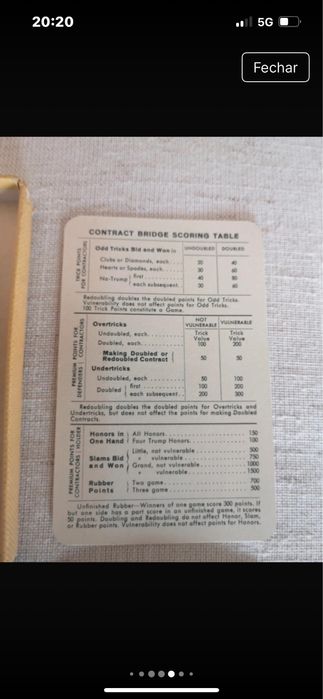 20:20
5G
Fechar
CONTRACT BRIDGE SCORING TABLE
TRICK POINTS FOR CONTRACTORS
Odd Tricks Bid and Won in UNDOUBLED DOUBLED
Clubs or Diamonds, each..... 20 40
Hearts or Spades, each...... 30 60
No-Trump { first............ 40 80
each subsequent. 30 60
Redoubling doubles the doubled points for Odd Tricks.
Vulnerability does not affect points for Odd Tricks.
100 Trick Points constitute a Game.
PREMIUM POINTS FOR
DEFENDERS CONTRACTORS
NOT VULNERABLE VULNERABLE
Overtricks
Trick Trick
Undoubled, each........ Value Value
Doubled, each.......... 100 200
Making Doubled or
Redoubled Contract } 50 50
Undertricks
Undoubled, each ....... 50 100
Doubled { first......... 100 200
each subsequent. 200 300
Redoubling doubles the doubled points for Overtricks and
Undertricks, but does not affect the points for making Doubled
Contracts.
PREMIUM POINTS FOR
CONTRACTORS HOLDER
Honors in { All Honors................ 150
One Hand Four Trump Honors......... 100
Little, not vulnerable........... 500
Slams Bid " vulnerable........... 750
and Won Grand, not vulnerable......... 1000
" vulnerable........... 1500
Rubber { Two game.................. 700
Points Three game................ 500
Unfinished Rubber—Winners of one game score 300 points. If
but one side has a part score in an unfinished game, it scores
50 points. Doubling and Redoubling do not affect Honor, Slam,
or Rubber points. Vulnerability does not affect points for Honors.